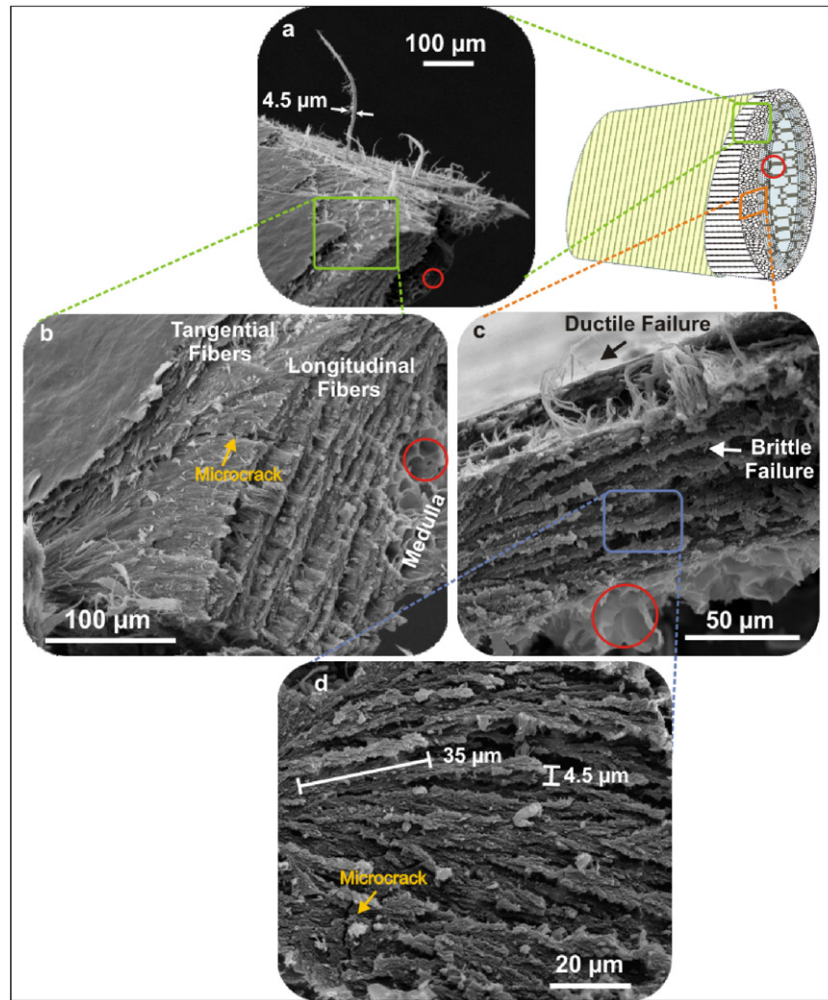 a
100 µm
4.5 µm
b
Tangential
Fibers
Longitudinal
Fibers
Microcrack
Medulla
100 µm
c
Ductile Failure
Brittle
Failure
50 µm
d
35 µm
4.5 µm
Microcrack
20 µm